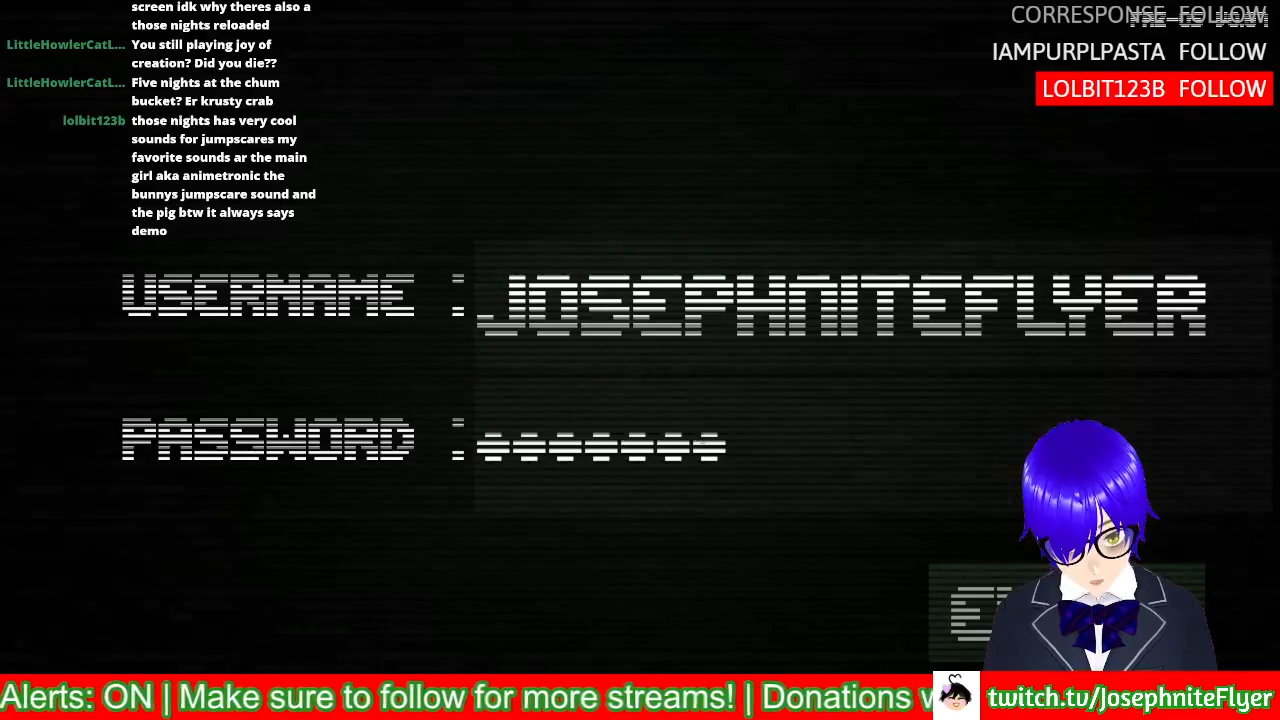 screen idk why theres also a
those nights reloaded
LittleHowlerCatL... You still playing joy of
creation? Did you die??
LittleHowlerCatL... Five nights at the chum
bucket? Er krusty crab
lolbit123b those nights has very cool
sounds for jumpscares my
favorite sounds ar the main
girl aka animetronic the
bunnys jumpscare sound and
the pig btw it always says
demo
CORRESPONSE FOLLOW
IAMPURPLPASTA FOLLOW
LOLBIT123B FOLLOW
USERNAME : JOSEPHNITEFLYER
PASSWORD : *******
Alerts: ON | Make sure to follow for more streams! | Donations
twitch.tv/JosephniteFlyer